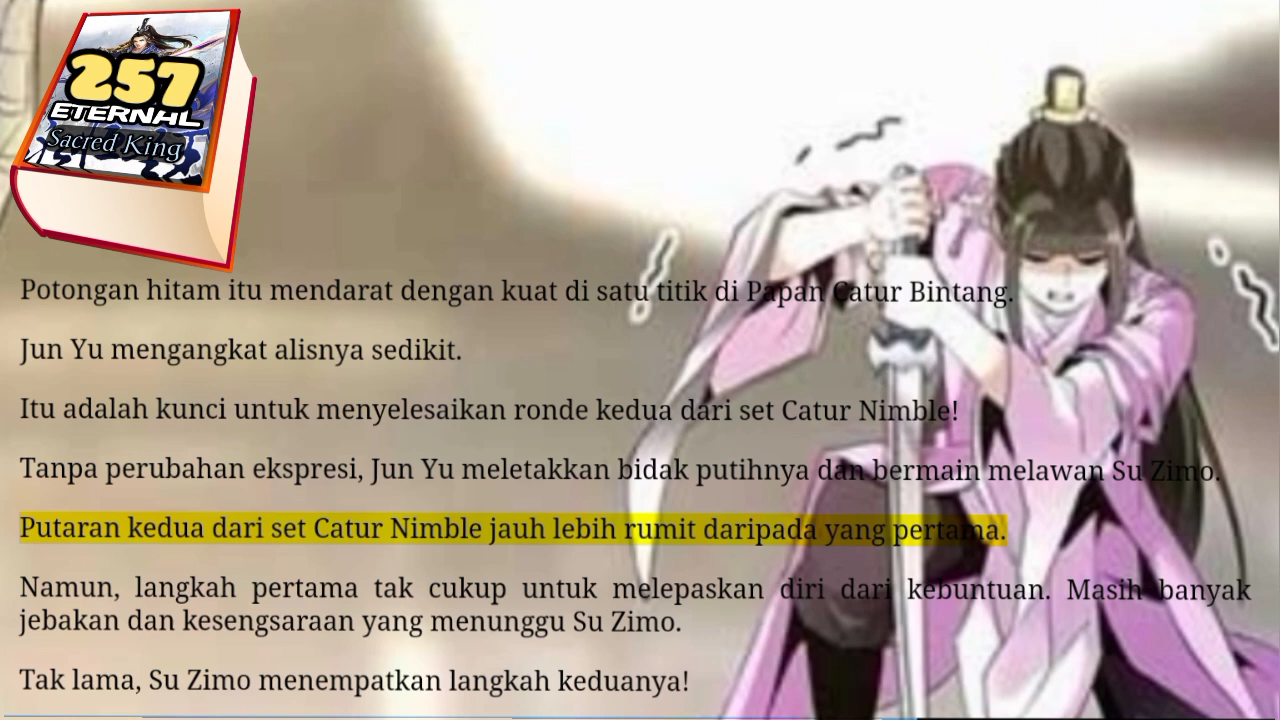 257
ETERNAL
Sacred King
Potongan hitam itu mendarat dengan kuat di satu titik di Papan Catur Bintang.
Jun Yu mengangkat alisnya sedikit.
Itu adalah kunci untuk menyelesaikan ronde kedua dari set Catur Nimble!
Tanpa perubahan ekspresi, Jun Yu meletakkan bidak putihnya dan bermain melawan Su Zimo.
Putaran kedua dari set Catur Nimble jauh lebih rumit daripada yang pertama.
Namun, langkah pertama tak cukup untuk melepaskan diri dari kebuntuan. Masih banyak
jebakan dan kesengsaraan yang menunggu Su Zimo.
Tak lama, Su Zimo menempatkan langkah keduanya!